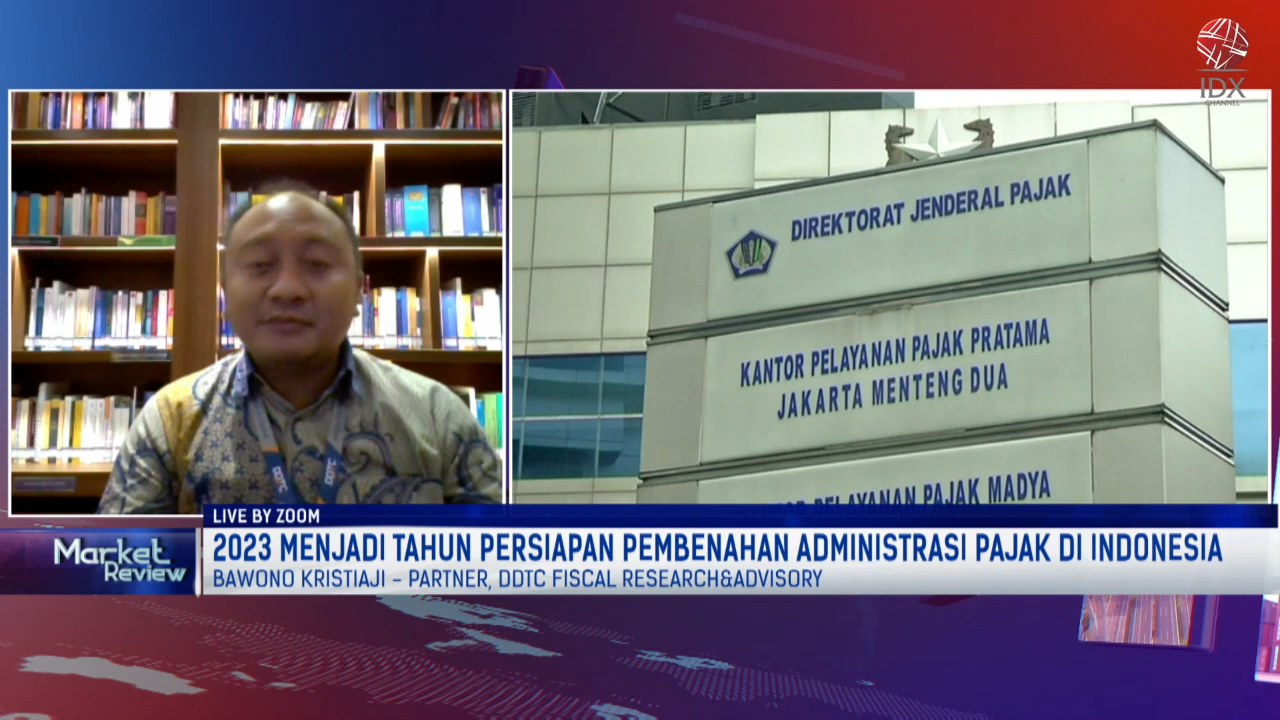 IDX
CHANNEL
DIREKTORAT JENDERAL PAJAK
KANTOR PELAYANAN PAJAK PRATAMA
JAKARTA MENTENG DUA
PELAYANAN PAJAK MADYA
DDTC
LIVE BY ZOOM
Market
Review
2023 MENJADI TAHUN PERSIAPAN PEMBENAHAN ADMINISTRASI PAJAK DI INDONESIA
BAWONO KRISTIAJI – PARTNER, DDTC FISCAL RESEARCH&ADVISORY